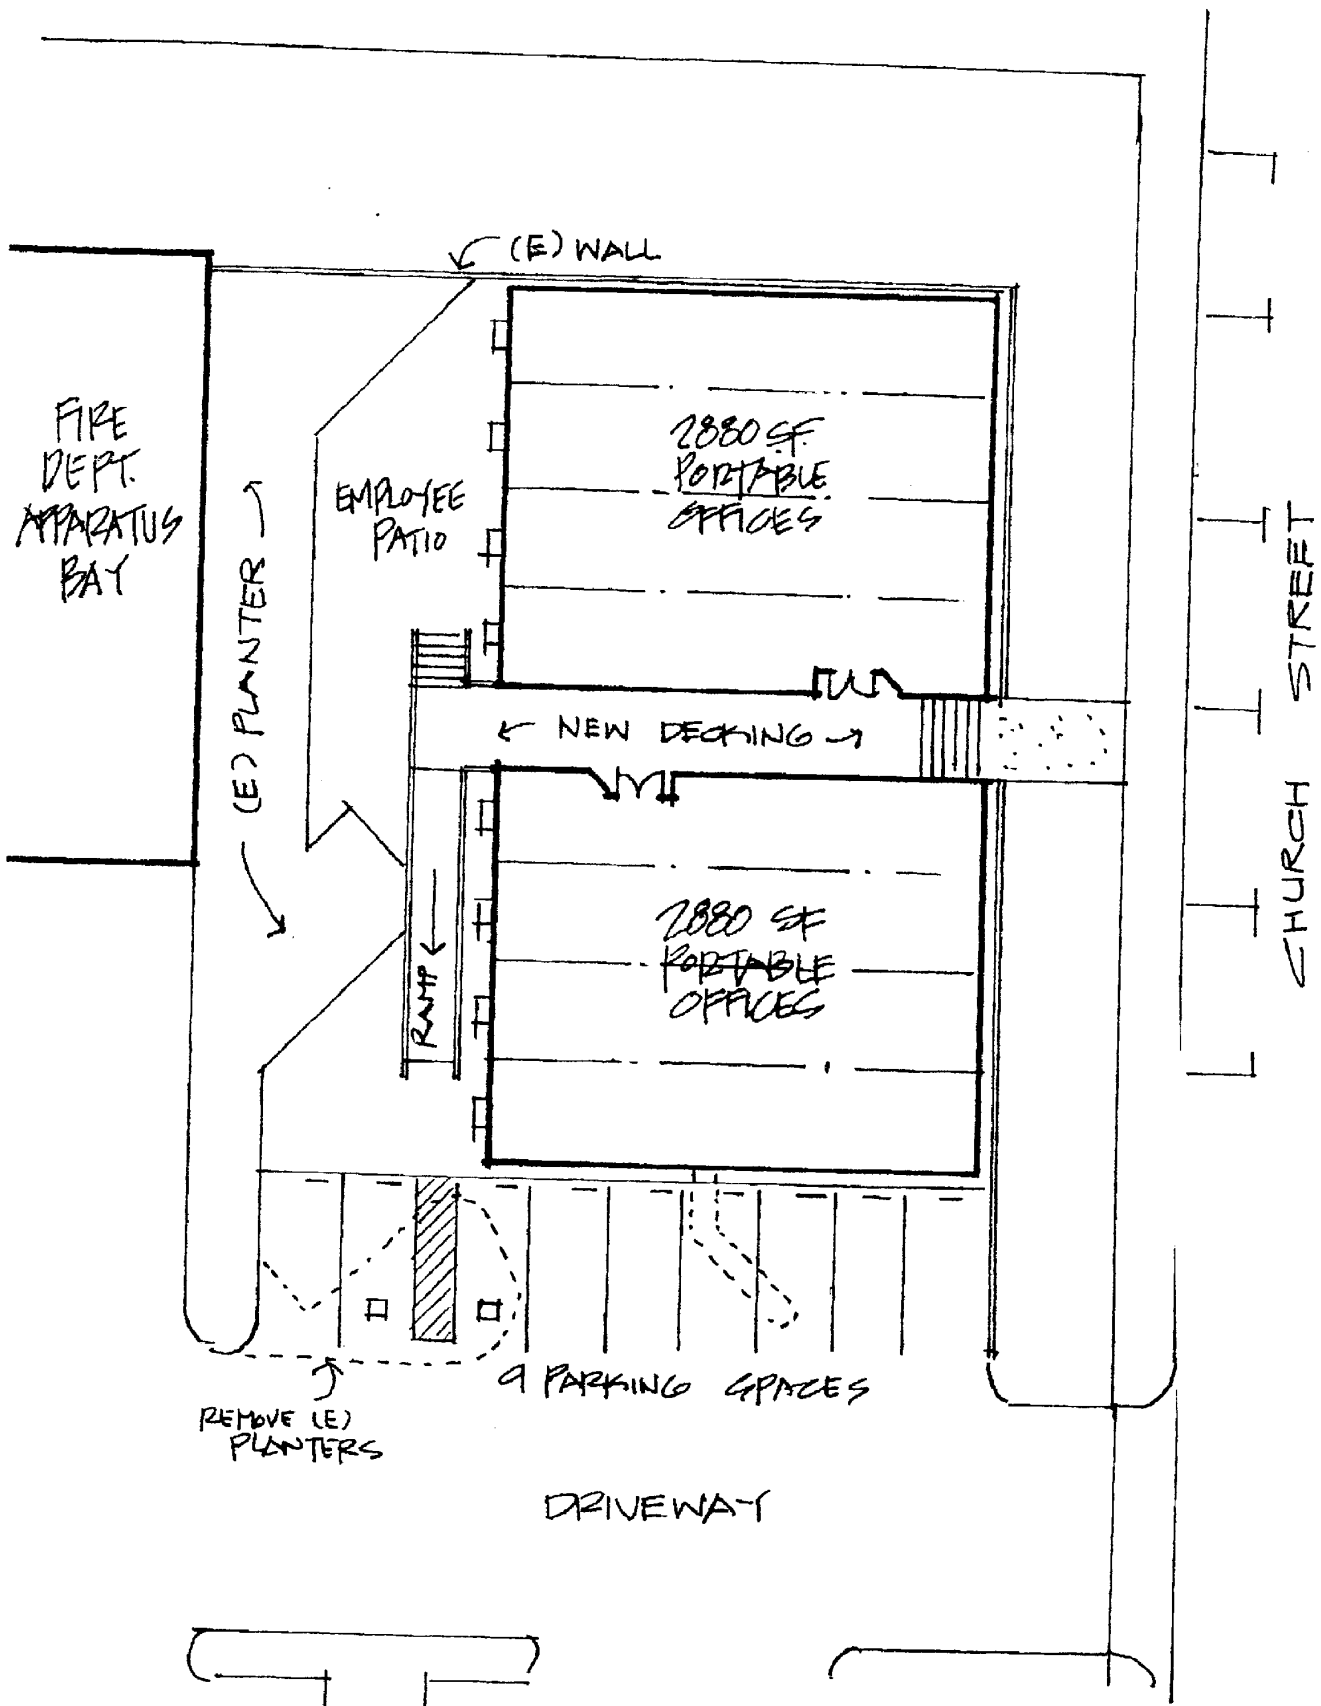 (E) WALL
FIRE
DEPT.
APPARATUS
BAY
(E) PLANTER
EMPLOYEE
PATIO
2880 S.F.
PORTABLE
OFFICES
NEW DECKING
2880 SF
PORTABLE
OFFICES
RAMP
CHURCH STREET
9 PARKING SPACES
REMOVE (E)
PLANTERS
DRIVEWAY